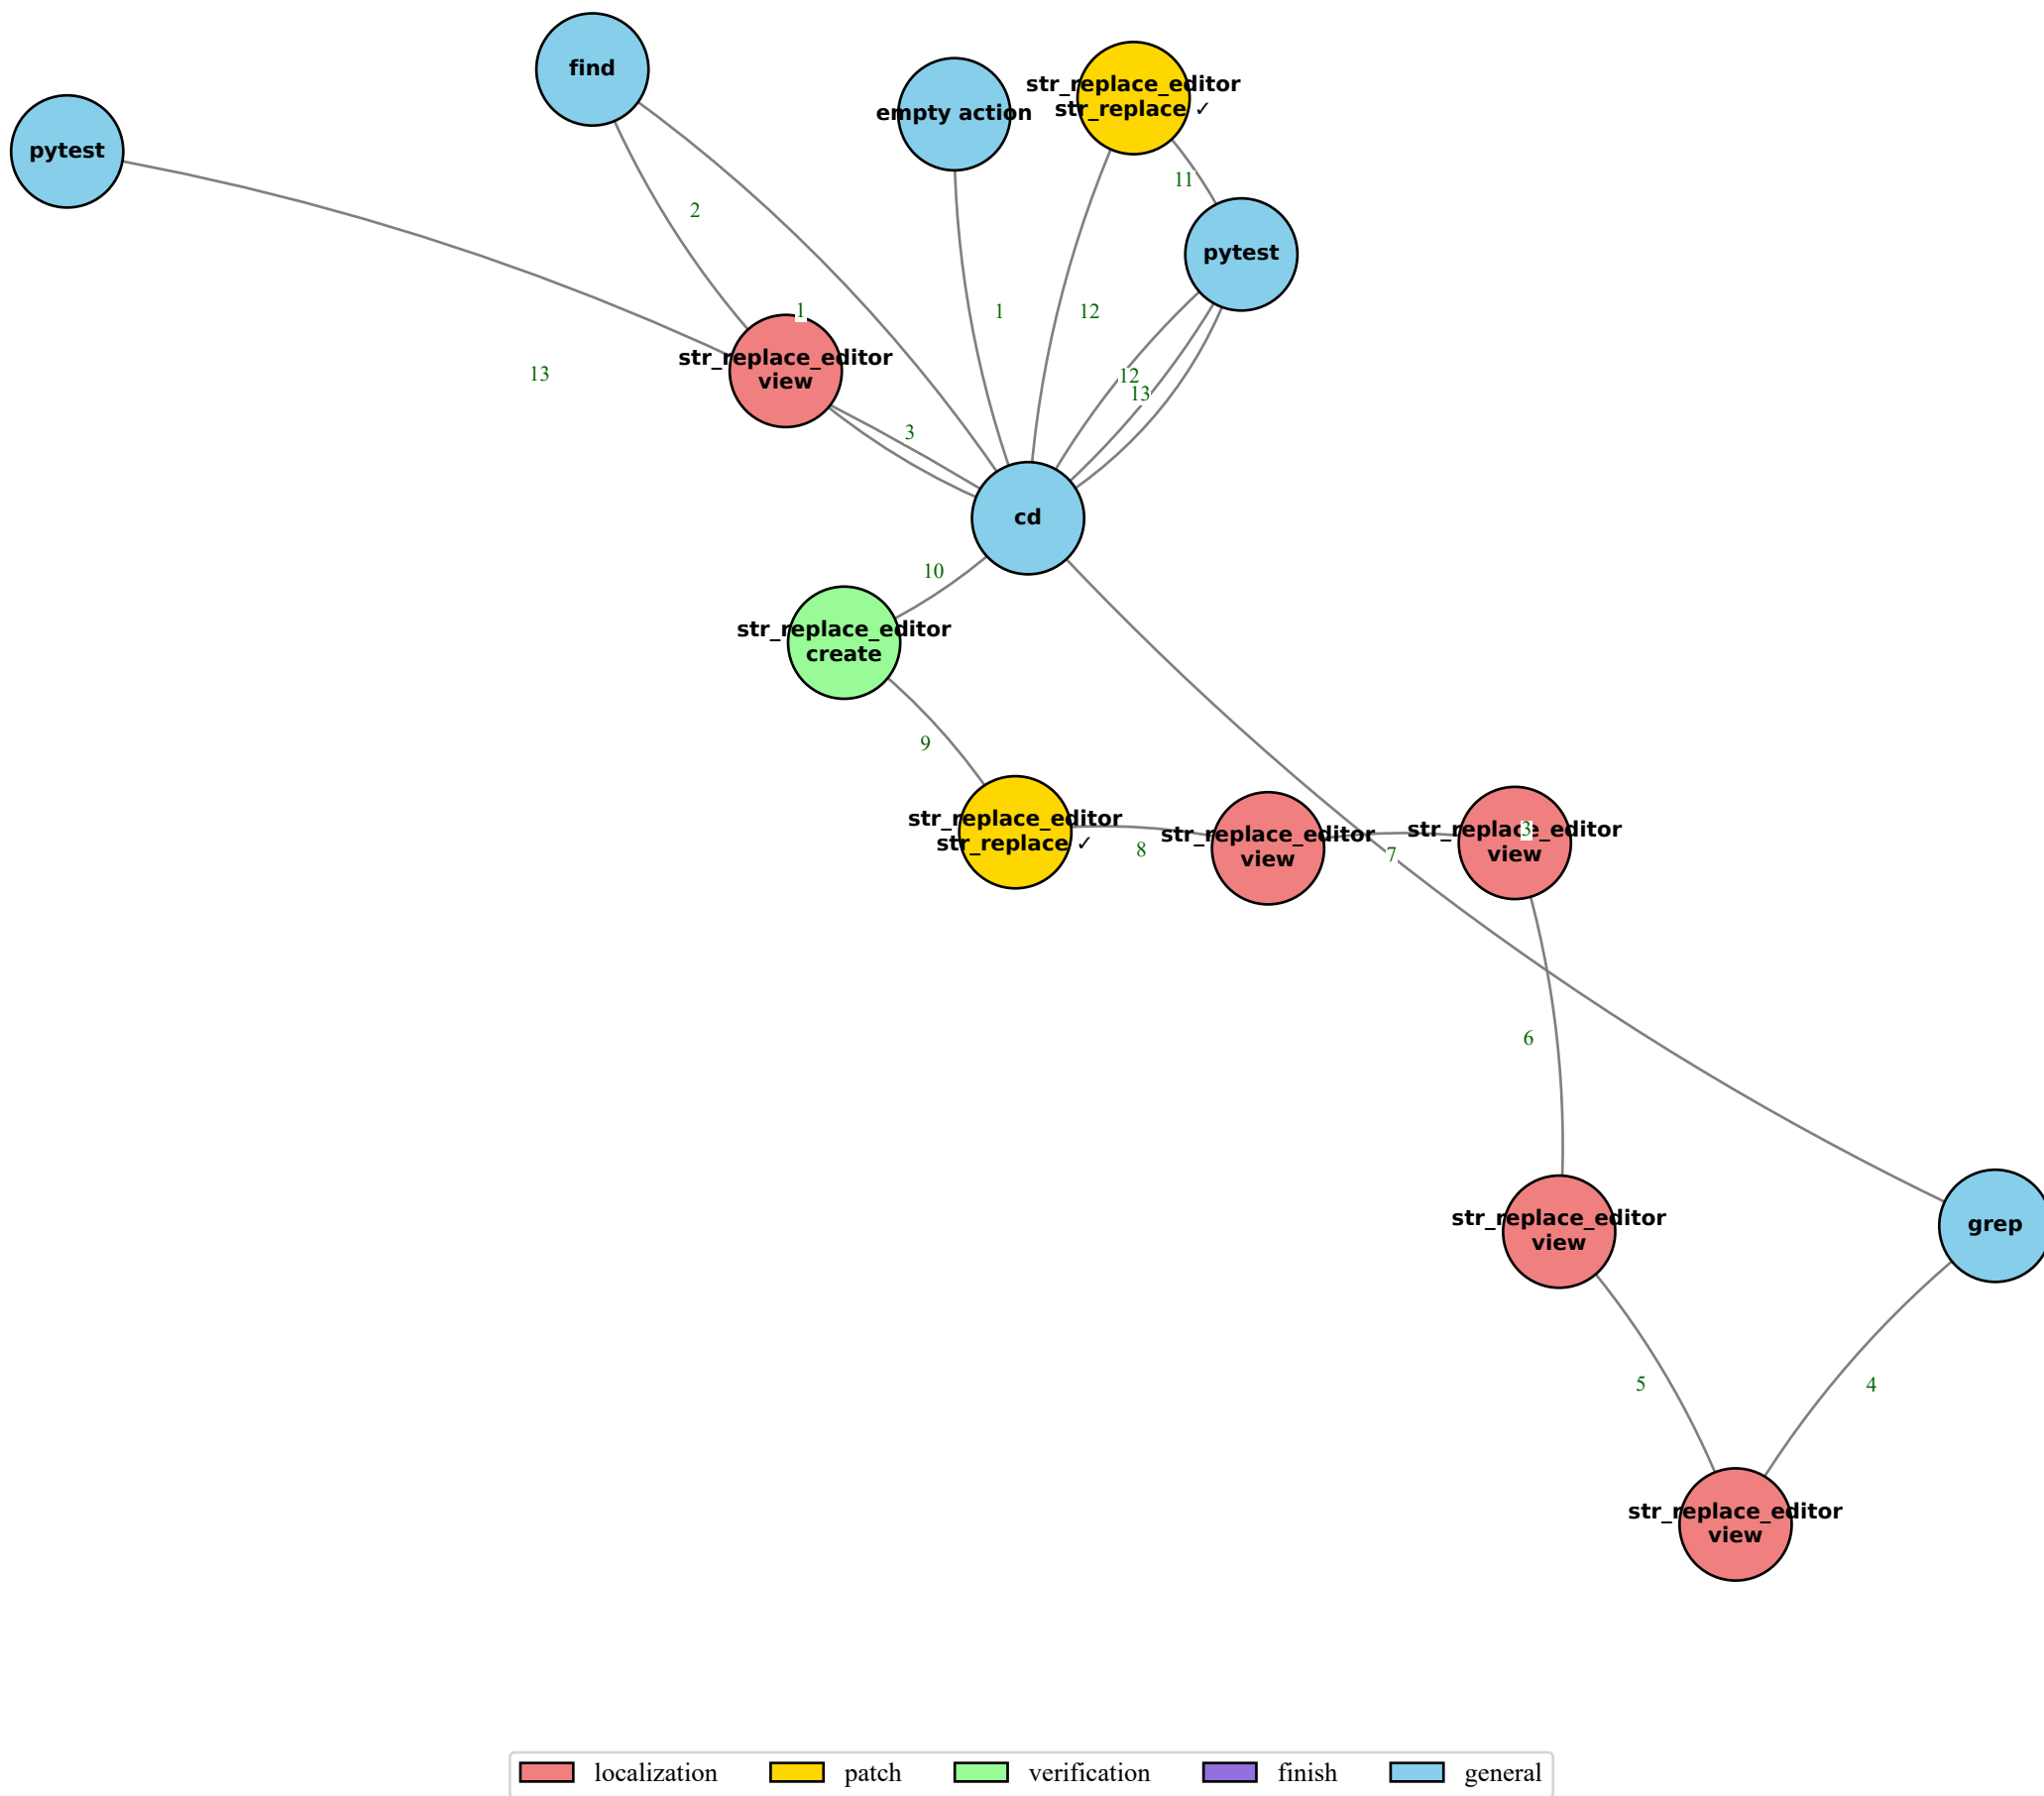 find
str_replace_editor
str_replace ✓
empty action
pytest
11
2
pytest
1
1
12
str_replace_editor
view
13
12
13
3
cd
10
str_replace_editor
create
9
str_replace_editor
str_replace ✓
8
str_replace_editor
view
7
str_replace_editor
view
3
6
str_replace_editor
view
grep
5
4
str_replace_editor
view
localization
patch
verification
finish
general